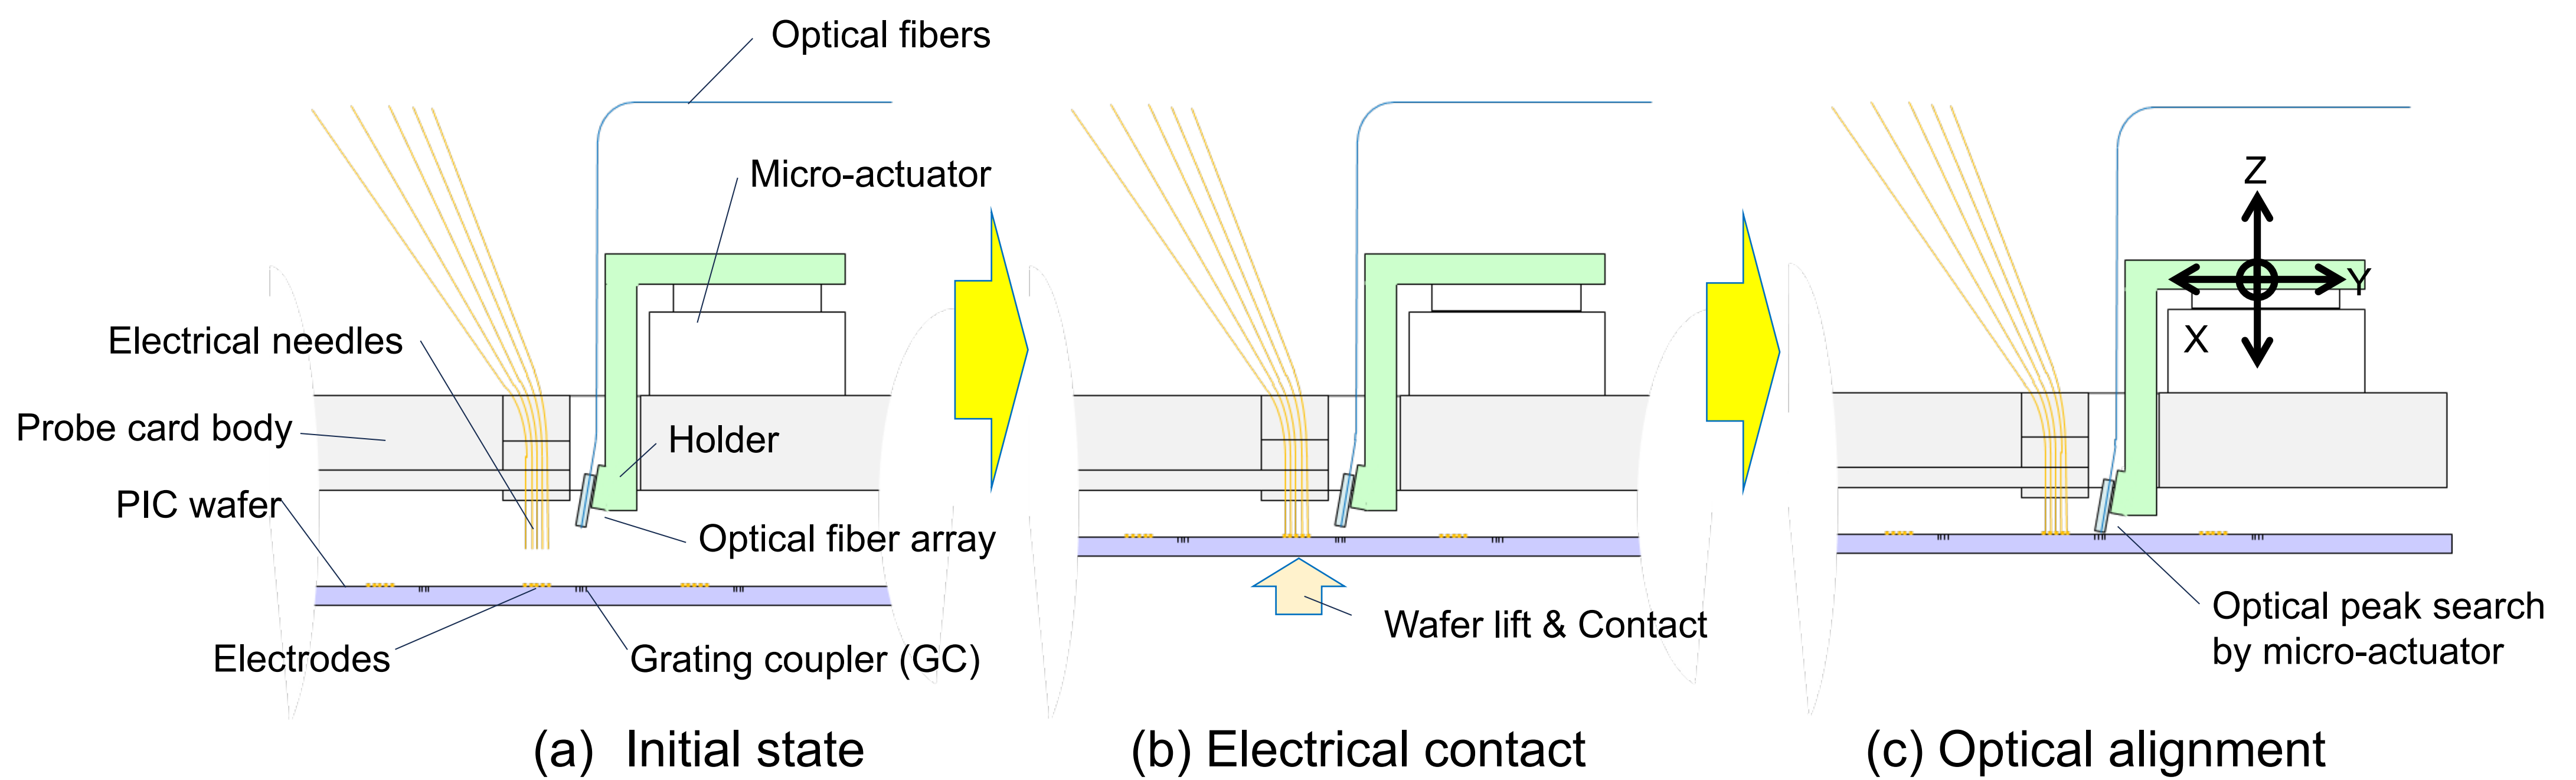 Optical fibers
Micro-actuator
Electrical needles
Probe card body
Holder
PIC wafer
Optical fiber array
Electrodes
Grating coupler (GC)
(a) Initial state
Wafer lift & Contact
(b) Electrical contact
Z
Y
X
Optical peak search
by micro-actuator
(c) Optical alignment